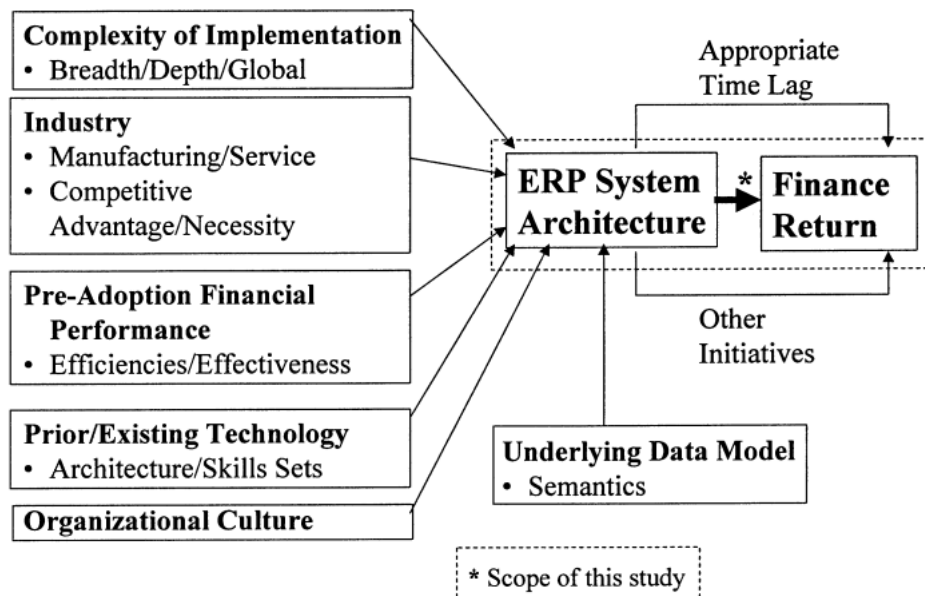 Complexity of Implementation
• Breadth/Depth/Global
Industry
• Manufacturing/Service
• Competitive
Advantage/Necessity
Pre-Adoption Financial
Performance
• Efficiencies/Effectiveness
Prior/Existing Technology
• Architecture/Skills Sets
Organizational Culture
Appropriate
Time Lag
ERP System
Architecture
*
Finance
Return
Other
Initiatives
Underlying Data Model
• Semantics
* Scope of this study